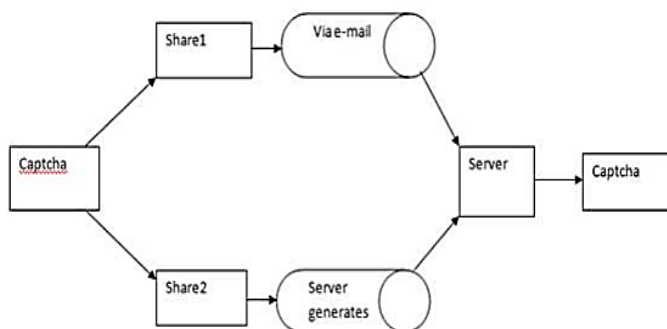 Share1
Via e-mail
Captcha
Server
Captcha
Share2
Server
generates